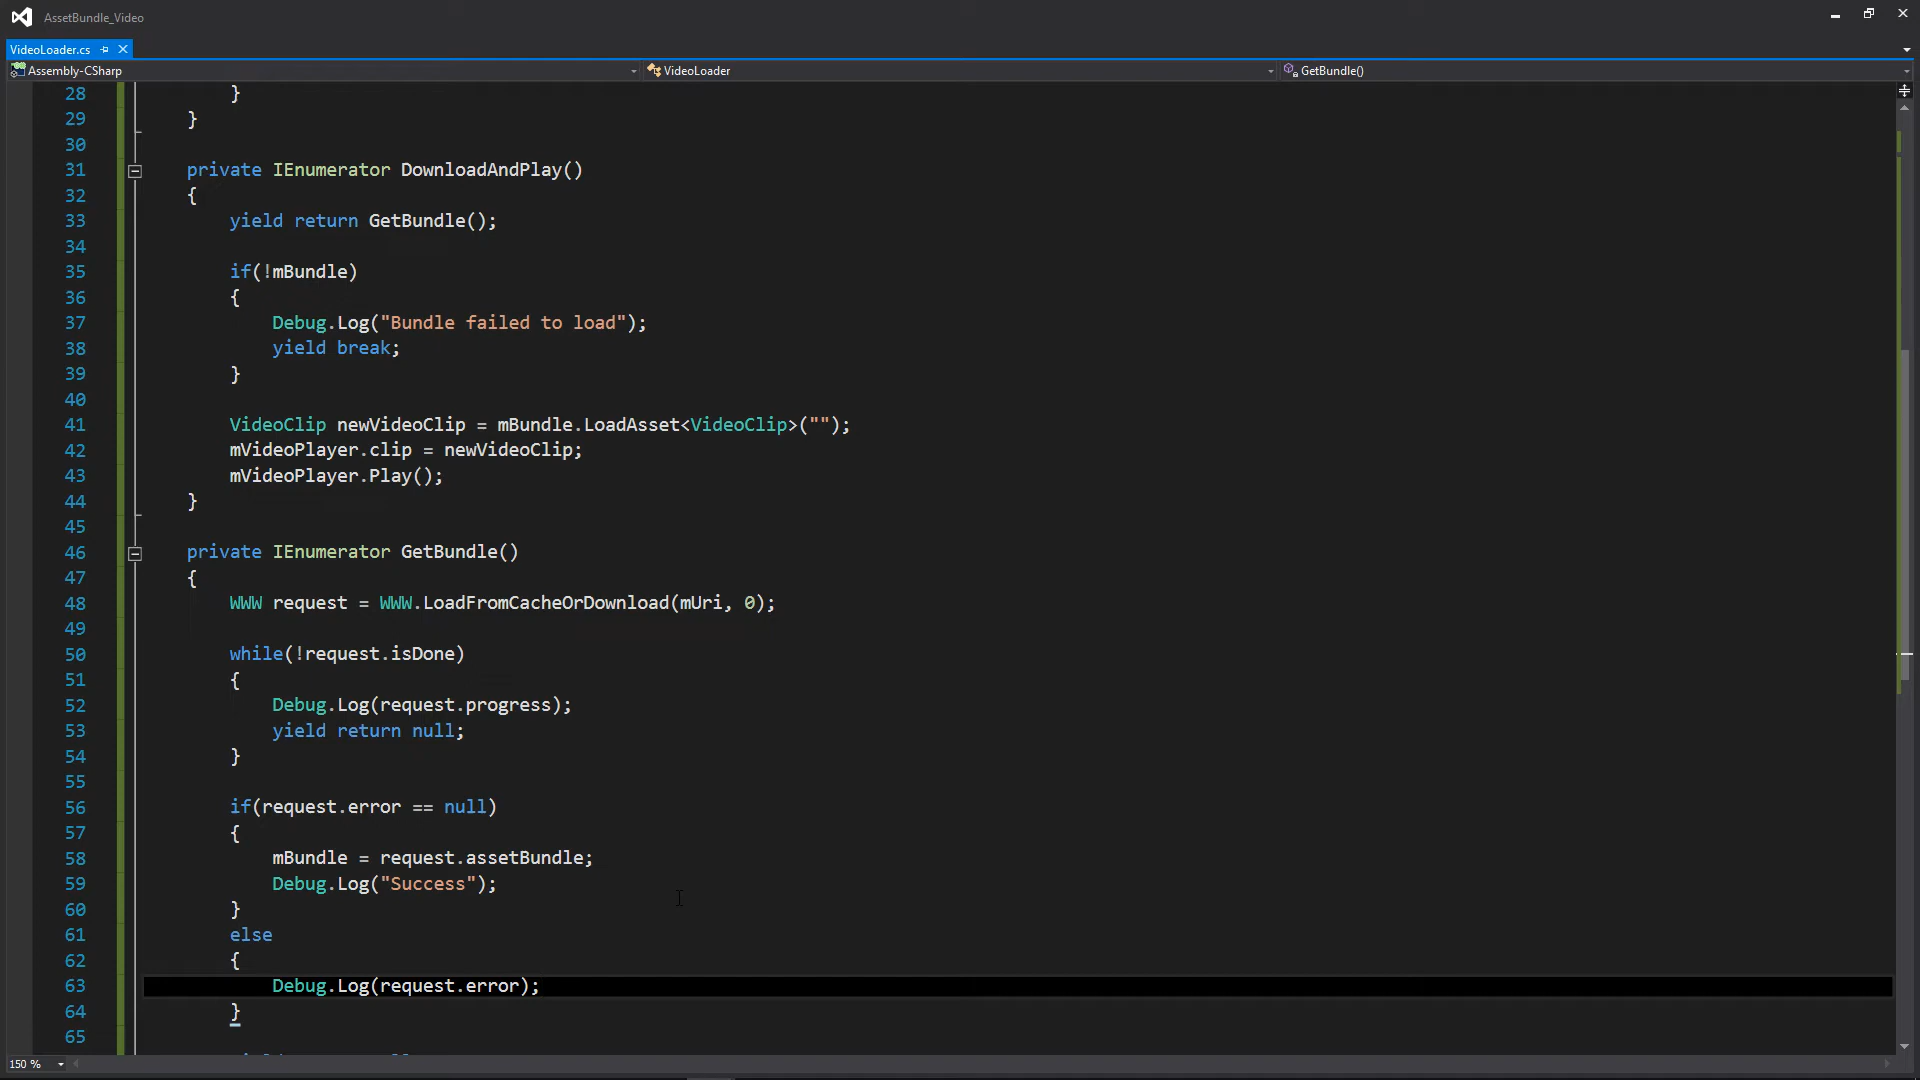 AssetBundle_Video
VideoLoader.cs
Assembly-CSharp
VideoLoader
GetBundle()
28 }
29 }
30
31 private IEnumerator DownloadAndPlay()
32 {
33 yield return GetBundle();
34
35 if(!mBundle)
36 {
37 Debug.Log("Bundle failed to load");
38 yield break;
39 }
40
41 VideoClip newVideoClip = mBundle.LoadAsset<VideoClip>("");
42 mVideoPlayer.clip = newVideoClip;
43 mVideoPlayer.Play();
44 }
45
46 private IEnumerator GetBundle()
47 {
48 WWW request = WWW.LoadFromCacheOrDownload(mUri, 0);
49
50 while(!request.isDone)
51 {
52 Debug.Log(request.progress);
53 yield return null;
54 }
55
56 if(request.error == null)
57 {
58 mBundle = request.assetBundle;
59 Debug.Log("Success");
60 }
61 else
62 {
63 Debug.Log(request.error);
64 }
65
150 %